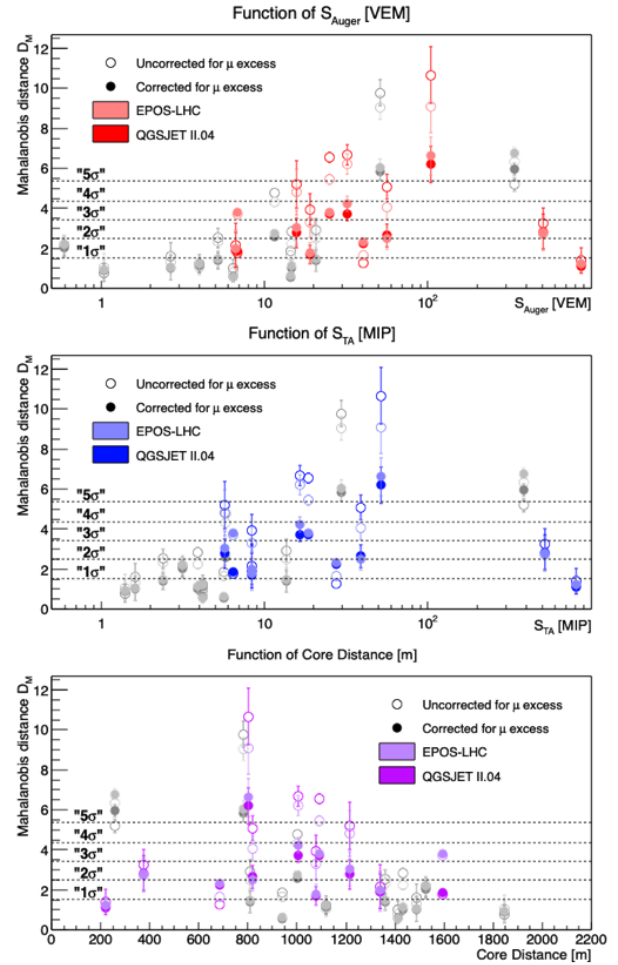 Function of S_Auger [VEM]
Mahalanobis distance D_M
12
10
8
6
4
2
0
Uncorrected for μ excess
Corrected for μ excess
EPOS-LHC
QGSJET II.04
"5σ"
"4σ"
"3σ"
"2σ"
"1σ"
1
10
10²
S_Auger [VEM]
Function of S_TA [MIP]
Mahalanobis distance D_M
12
10
8
6
4
2
0
Uncorrected for μ excess
Corrected for μ excess
EPOS-LHC
QGSJET II.04
"5σ"
"4σ"
"3σ"
"2σ"
"1σ"
1
10
10²
S_TA [MIP]
Function of Core Distance [m]
Mahalanobis distance D_M
12
10
8
6
4
2
0
Uncorrected for μ excess
Corrected for μ excess
EPOS-LHC
QGSJET II.04
"5σ"
"4σ"
"3σ"
"2σ"
"1σ"
0 200 400 600 800 1000 1200 1400 1600 1800 2000 2200
Core Distance [m]